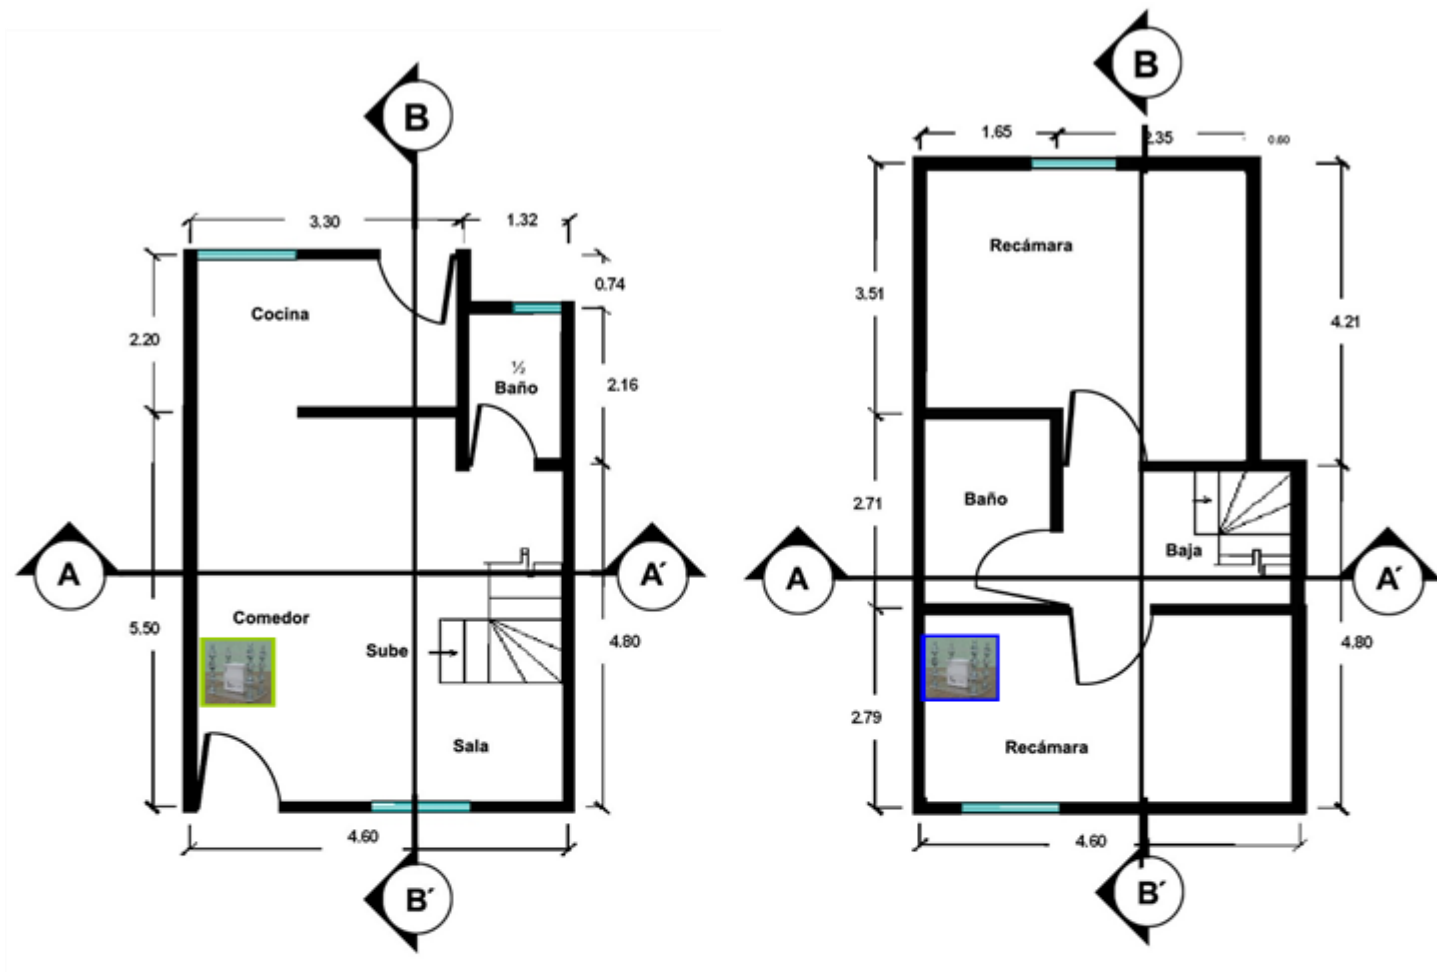 B
3.30
1.32
0.74
Cocina
2.20
½
Baño
2.16
A
A´
Comedor
5.50
Sube
4.80
Sala
4.60
B´
B
1.65
2.35
0.60
Recámara
3.51
4.21
2.71
Baño
Baja
A
A´
4.80
2.79
Recámara
4.60
B´